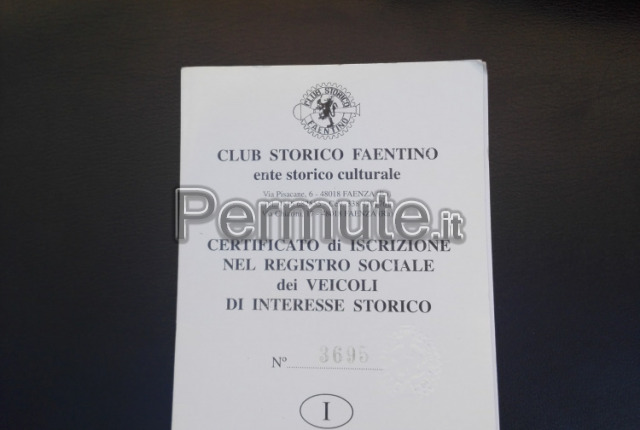 CLUB STORICO
FAENTINO
CLUB STORICO FAENTINO
ente storico culturale
Via Pisacane, 6 - 48018 FAENZA
Permute.it
CERTIFICATO di ISCRIZIONE
NEL REGISTRO SOCIALE
dei VEICOLI
DI INTERESSE STORICO
N° 3695
I